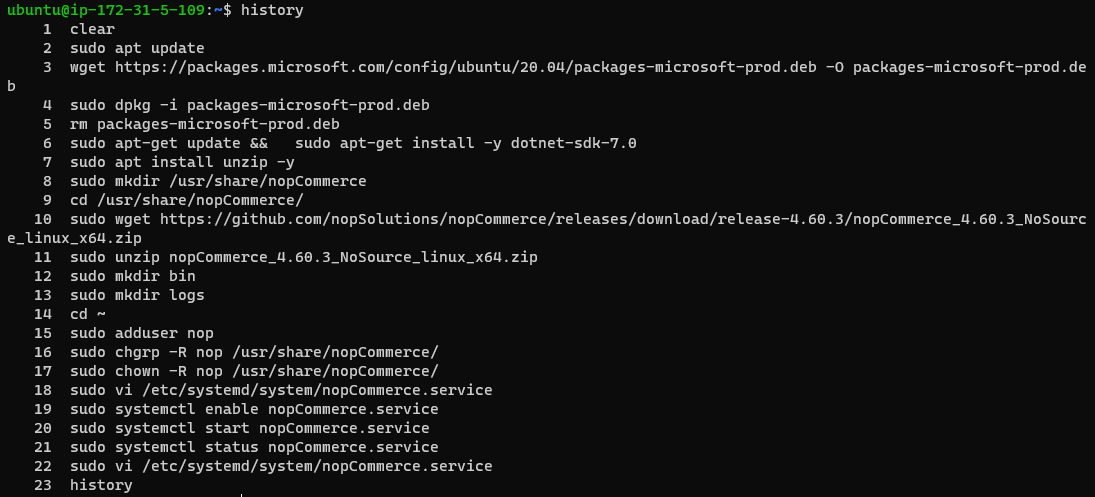 ubuntu@ip-172-31-5-109:~$ history
    1  clear
    2  sudo apt update
    3  wget https://packages.microsoft.com/config/ubuntu/20.04/packages-microsoft-prod.deb -O packages-microsoft-prod.de
b
    4  sudo dpkg -i packages-microsoft-prod.deb
    5  rm packages-microsoft-prod.deb
    6  sudo apt-get update &&   sudo apt-get install -y dotnet-sdk-7.0
    7  sudo apt install unzip -y
    8  sudo mkdir /usr/share/nopCommerce
    9  cd /usr/share/nopCommerce/
   10  sudo wget https://github.com/nopSolutions/nopCommerce/releases/download/release-4.60.3/nopCommerce_4.60.3_NoSourc
e_linux_x64.zip
   11  sudo unzip nopCommerce_4.60.3_NoSource_linux_x64.zip
   12  sudo mkdir bin
   13  sudo mkdir logs
   14  cd ~
   15  sudo adduser nop
   16  sudo chgrp -R nop /usr/share/nopCommerce/
   17  sudo chown -R nop /usr/share/nopCommerce/
   18  sudo vi /etc/systemd/system/nopCommerce.service
   19  sudo systemctl enable nopCommerce.service
   20  sudo systemctl start nopCommerce.service
   21  sudo systemctl status nopCommerce.service
   22  sudo vi /etc/systemd/system/nopCommerce.service
   23  history